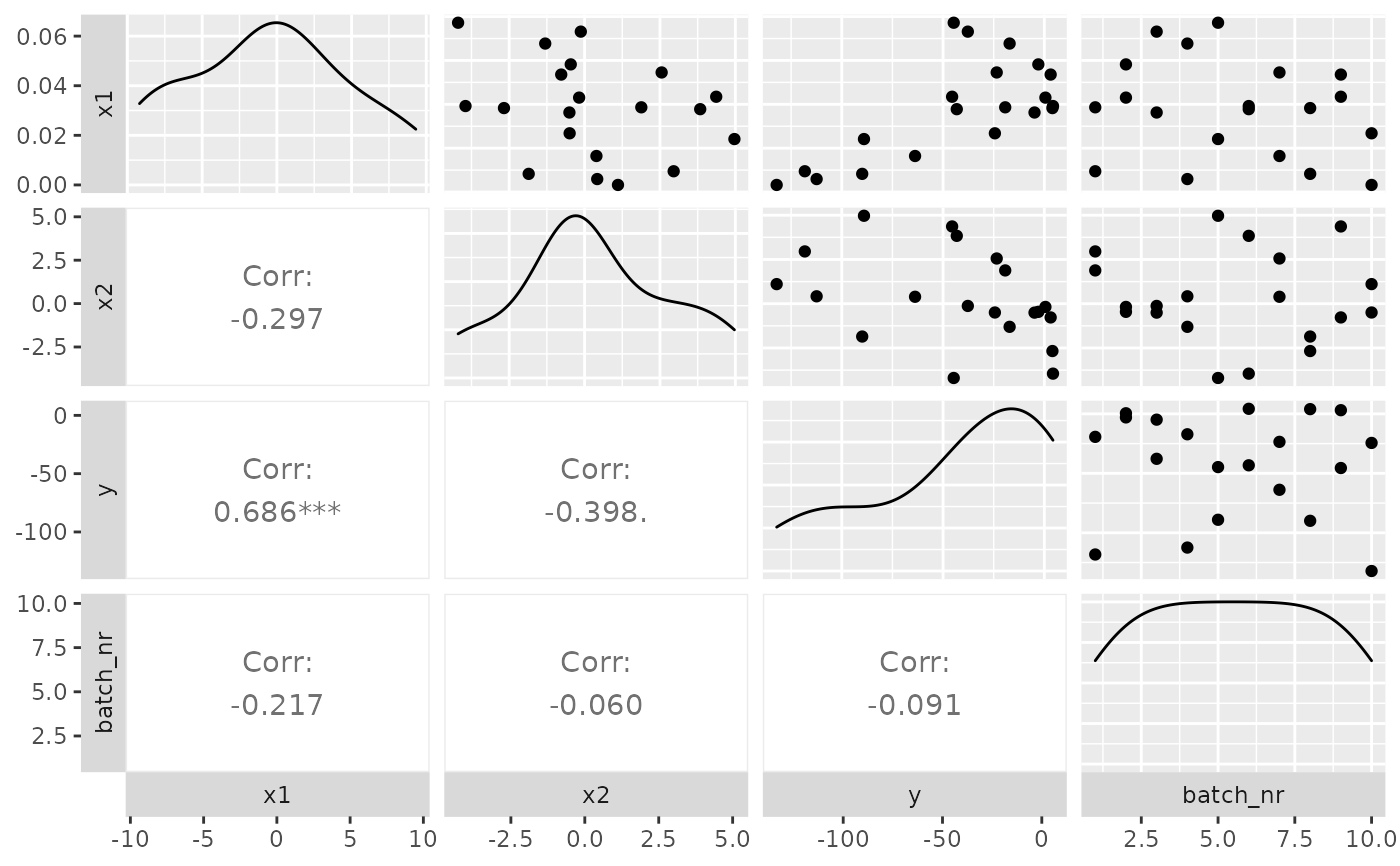 0.06
0.04
0.02
0.00
x1
5.0
2.5
0.0
-2.5
x2
Corr:
-0.297
0
-50
-100
y
Corr:
0.686***
Corr:
-0.398.
10.0
7.5
5.0
2.5
batch_nr
Corr:
-0.217
Corr:
-0.060
Corr:
-0.091
x1 x2 y batch_nr
-10 -5 0 5 10 -2.5 0.0 2.5 5.0 -100 -50 0 2.5 5.0 7.5 10.0